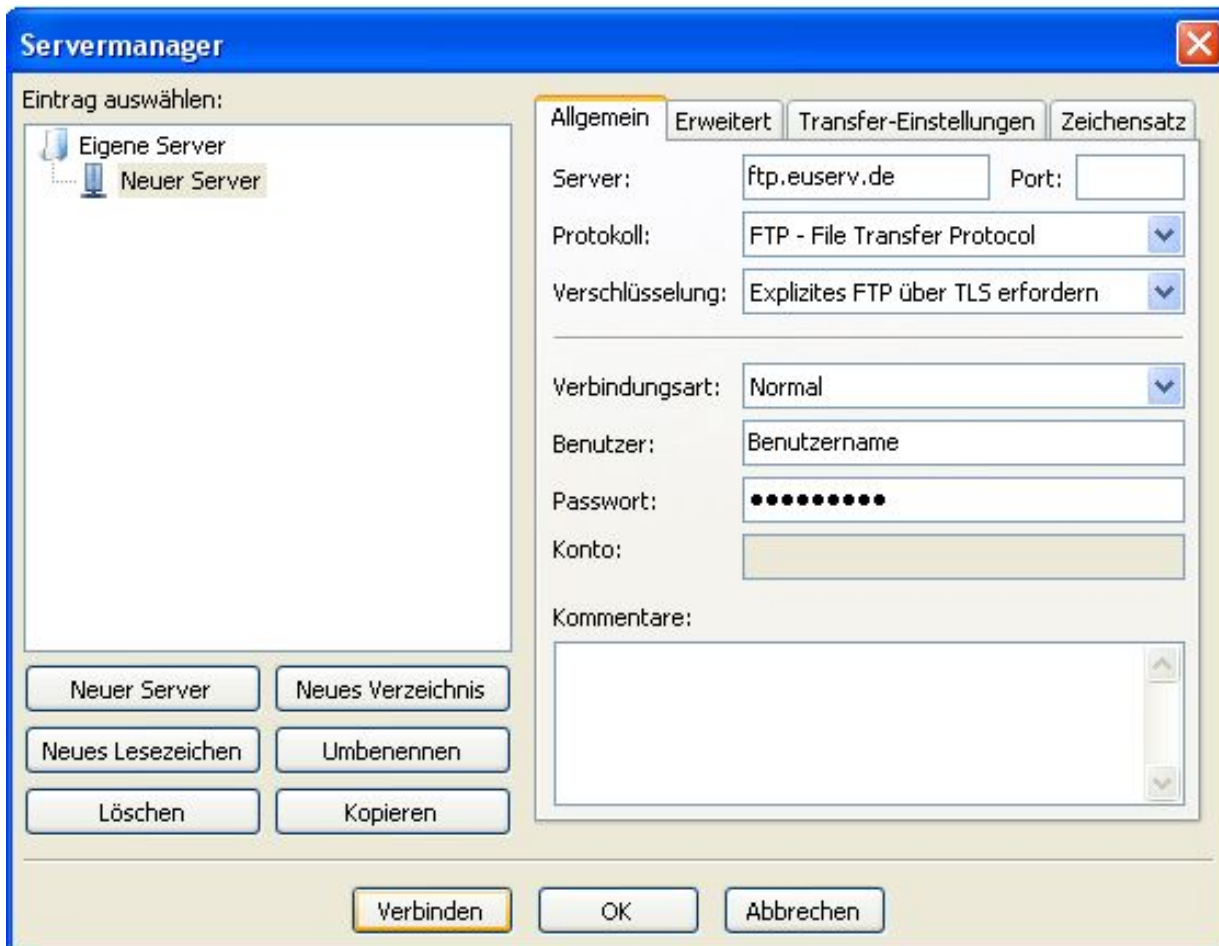 Servermanager
Eintrag auswählen:
Eigene Server
Neuer Server
Neuer Server
Neues Verzeichnis
Neues Lesezeichen
Umbenennen
Löschen
Kopieren
Allgemein
Erweitert
Transfer-Einstellungen
Zeichensatz
Server:
ftp.euserv.de
Port:
Protokoll:
FTP - File Transfer Protocol
Verschlüsselung:
Explizites FTP über TLS erfordern
Verbindungsart:
Normal
Benutzer:
Benutzername
Passwort:
●●●●●●●●●
Konto:
Kommentare:
Verbinden
OK
Abbrechen